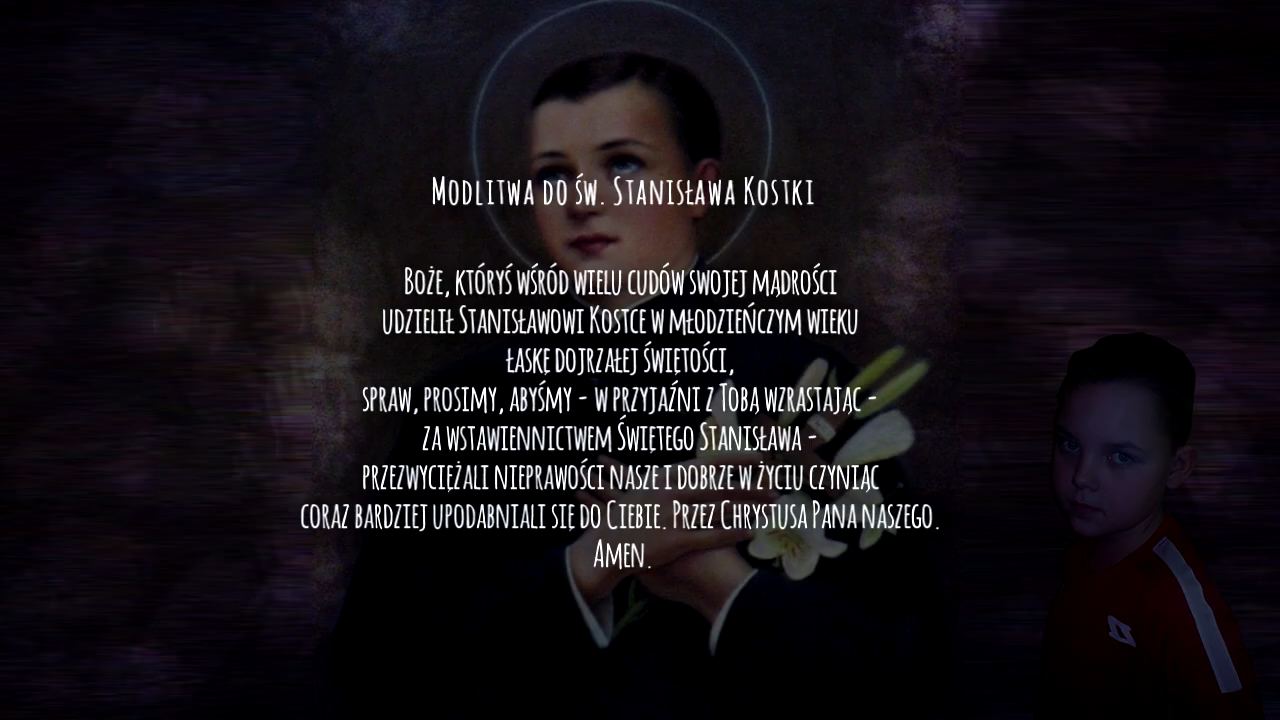 Modlitwa do św. Stanisława Kostki
Boże, któryś wśród wielu cudów swojej mądrości
udzielił Stanisławowi Kostce w młodzieńczym wieku
łaskę dojrzałej świętości,
spraw, prosimy, abyśmy - w przyjaźni z Tobą wzrastając -
za wstawiennictwem Świętego Stanisława -
przezwyciężali nieprawości nasze i dobrze w życiu czyniąc
coraz bardziej upodabniali się do Ciebie. Przez Chrystusa Pana naszego.
Amen.